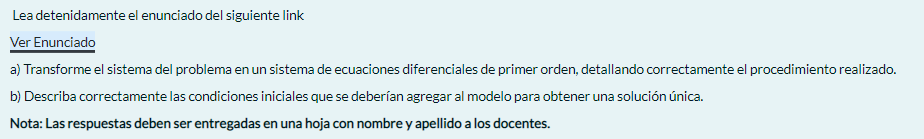 Lea detenidamente el enunciado del siguiente link
Ver Enunciado
a) Transforme el sistema del problema en un sistema de ecuaciones diferenciales de primer orden, detallando correctamente el procedimiento realizado.
b) Describa correctamente las condiciones iniciales que se deberían agregar al modelo para obtener una solución única.
Nota: Las respuestas deben ser entregadas en una hoja con nombre y apellido a los docentes.